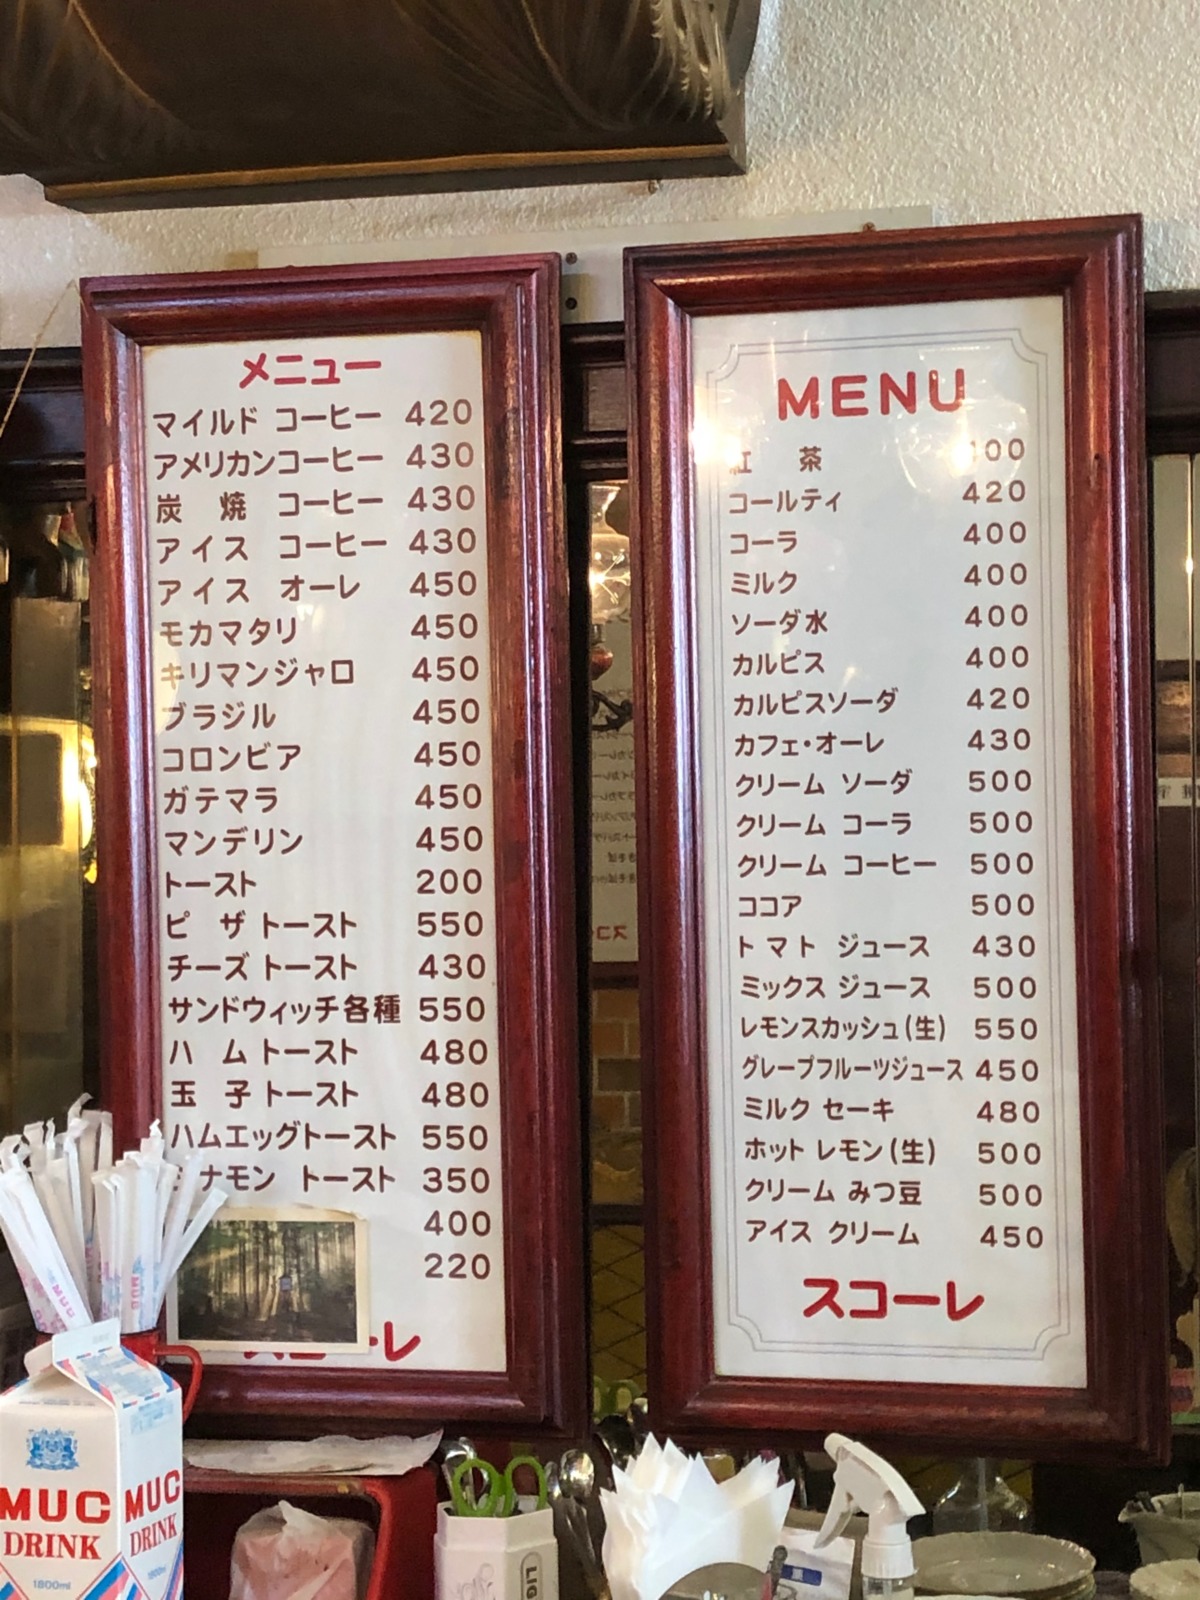 メニュー
マイルド コーヒー 420
アメリカンコーヒー 430
炭 焼 コーヒー 430
アイス コーヒー 430
アイス オーレ 450
モカマタリ 450
キリマンジャロ 450
ブラジル 450
コロンビア 450
ガテマラ 450
マンデリン 450
トースト 200
ピ ザ トースト 550
チーズ トースト 430
サンドウィッチ各種 550
ハ ム トースト 480
玉 子 トースト 480
ハムエッグトースト 550
シナモン トースト 350
400
220
MENU
紅 茶 400
コールティ 420
コーラ 400
ミルク 400
ソーダ水 400
カルピス 400
カルピスソーダ 420
カフェ・オーレ 430
クリーム ソーダ 500
クリーム コーラ 500
クリーム コーヒー 500
ココア 500
トマト ジュース 430
ミックス ジュース 500
レモンスカッシュ(生) 550
グレープフルーツジュース 450
ミルク セーキ 480
ホット レモン(生) 500
クリーム みつ豆 500
アイス クリーム 450
スコーレ
MUC
DRINK
1800ml
MUC
DRINK
1800ml